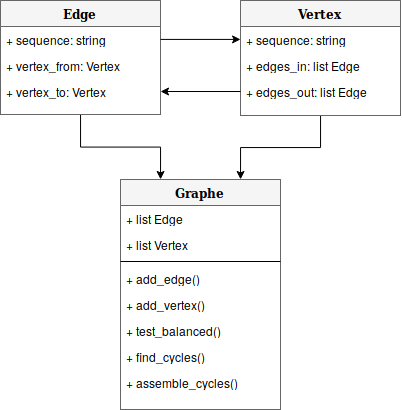 Edge
+ sequence: string
+ vertex_from: Vertex
+ vertex_to: Vertex
Vertex
+ sequence: string
+ edges_in: list Edge
+ edges_out: list Edge
Graphe
+ list Edge
+ list Vertex
+ add_edge()
+ add_vertex()
+ test_balanced()
+ find_cycles()
+ assemble_cycles()